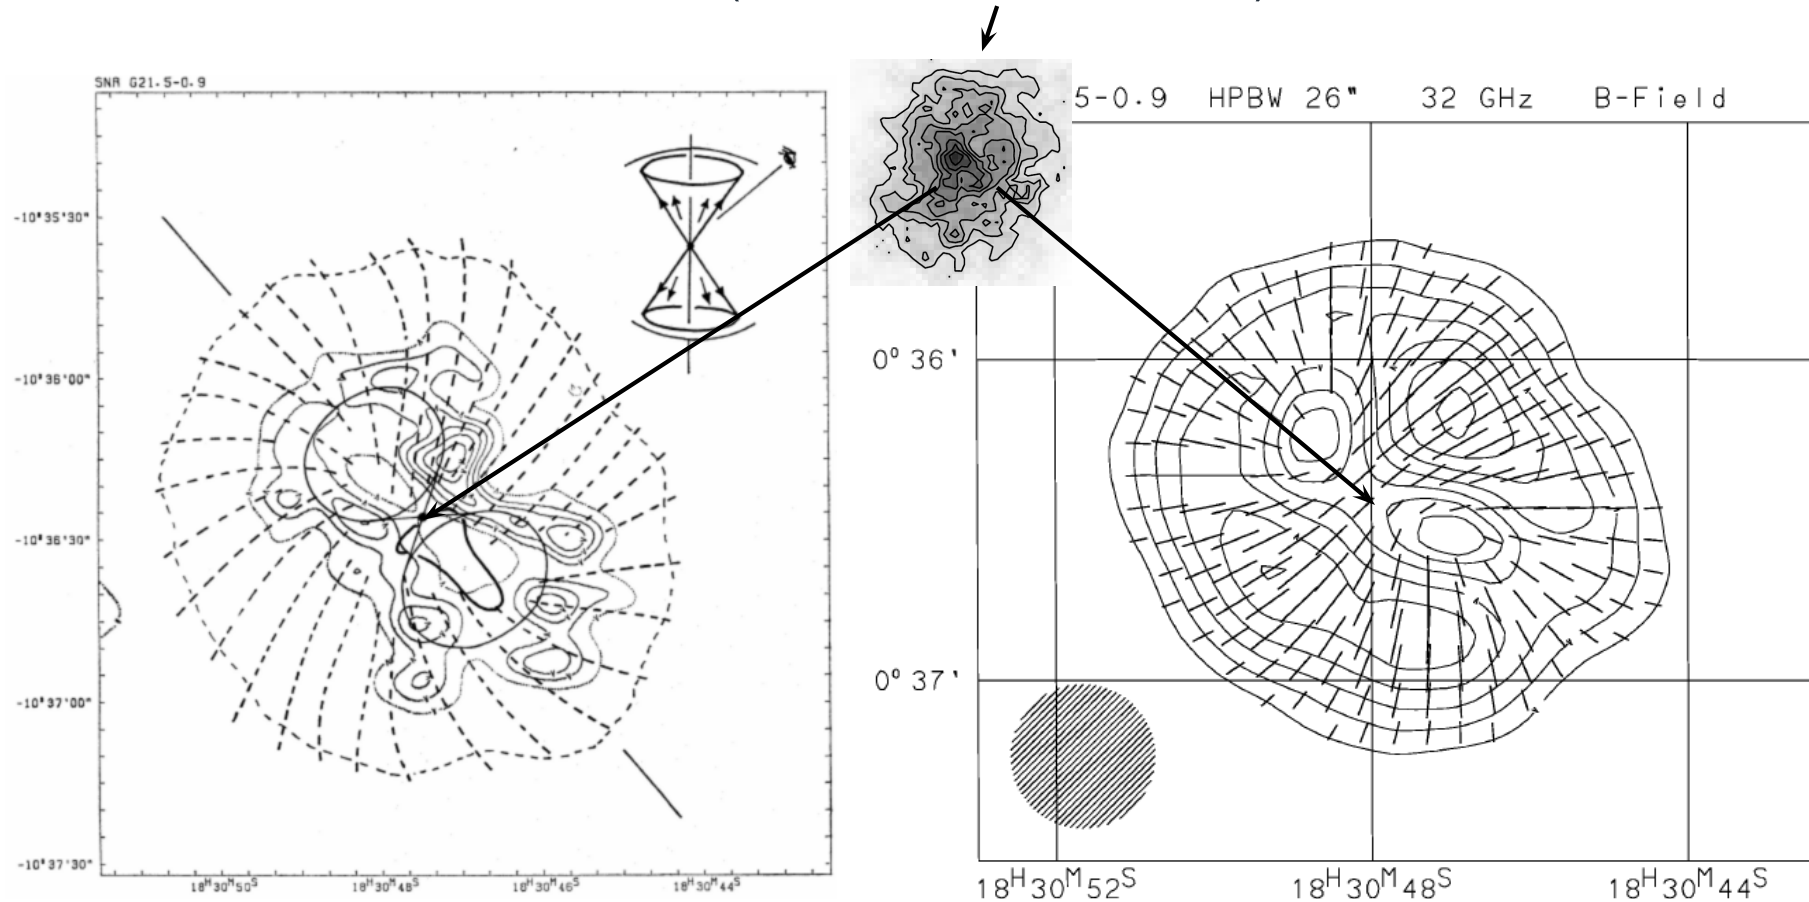 SNR G21.5-0.9
-10°35'30"
-10°36'00"
-10°36'30"
-10°37'00"
-10°37'30"
18H30M50S 18H30M48S 18H30M46S 18H30M44S
5-0.9 HPBW 26" 32 GHz B-Field
0° 36'
0° 37'
18H30M52S 18H30M48S 18H30M44S